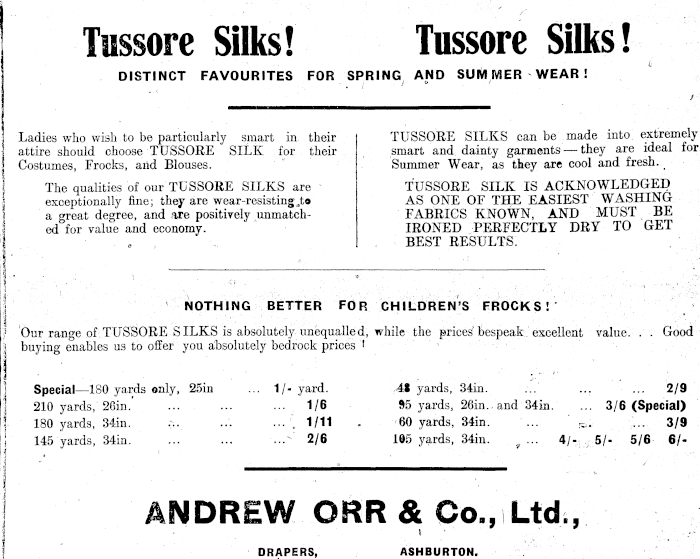 Tussore Silks! Tussore Silks!
DISTINCT FAVOURITES FOR SPRING AND SUMMER WEAR!
Ladies who wish to be particularly smart in their
attire should choose TUSSORE SILK for their
Costumes, Frocks, and Blouses.
The qualities of our TUSSORE SILKS are
exceptionally fine; they are wear-resisting to
a great degree, and are positively unmatch-
ed for value and economy.
TUSSORE SILKS can be made into extremely
smart and dainty garments — they are ideal for
Summer Wear, as they are cool and fresh.
TUSSORE SILK IS ACKNOWLEDGED
AS ONE OF THE EASIEST WASHING
FABRICS KNOWN, AND MUST BE
IRONED PERFECTLY DRY TO GET
BEST RESULTS.
NOTHING BETTER FOR CHILDREN'S FROCKS!
Our range of TUSSORE SILKS is absolutely unequalled, while the prices bespeak excellent value. . . Good
buying enables us to offer you absolutely bedrock prices !
Special—180 yards only, 25in ... 1/- yard.
210 yards, 26in. ... ... ... 1/6
180 yards, 34in. ... ... ... 1/11
145 yards, 34in. ... ... ... 2/6
48 yards, 34in. ... ... ... 2/9
95 yards, 26in. and 34in. ... 3/6 (Special)
60 yards, 34in. ... ... ... 3/9
105 yards, 34in. ... 4/- 5/- 5/6 6/-
ANDREW ORR & Co., Ltd.,
DRAPERS, ASHBURTON.